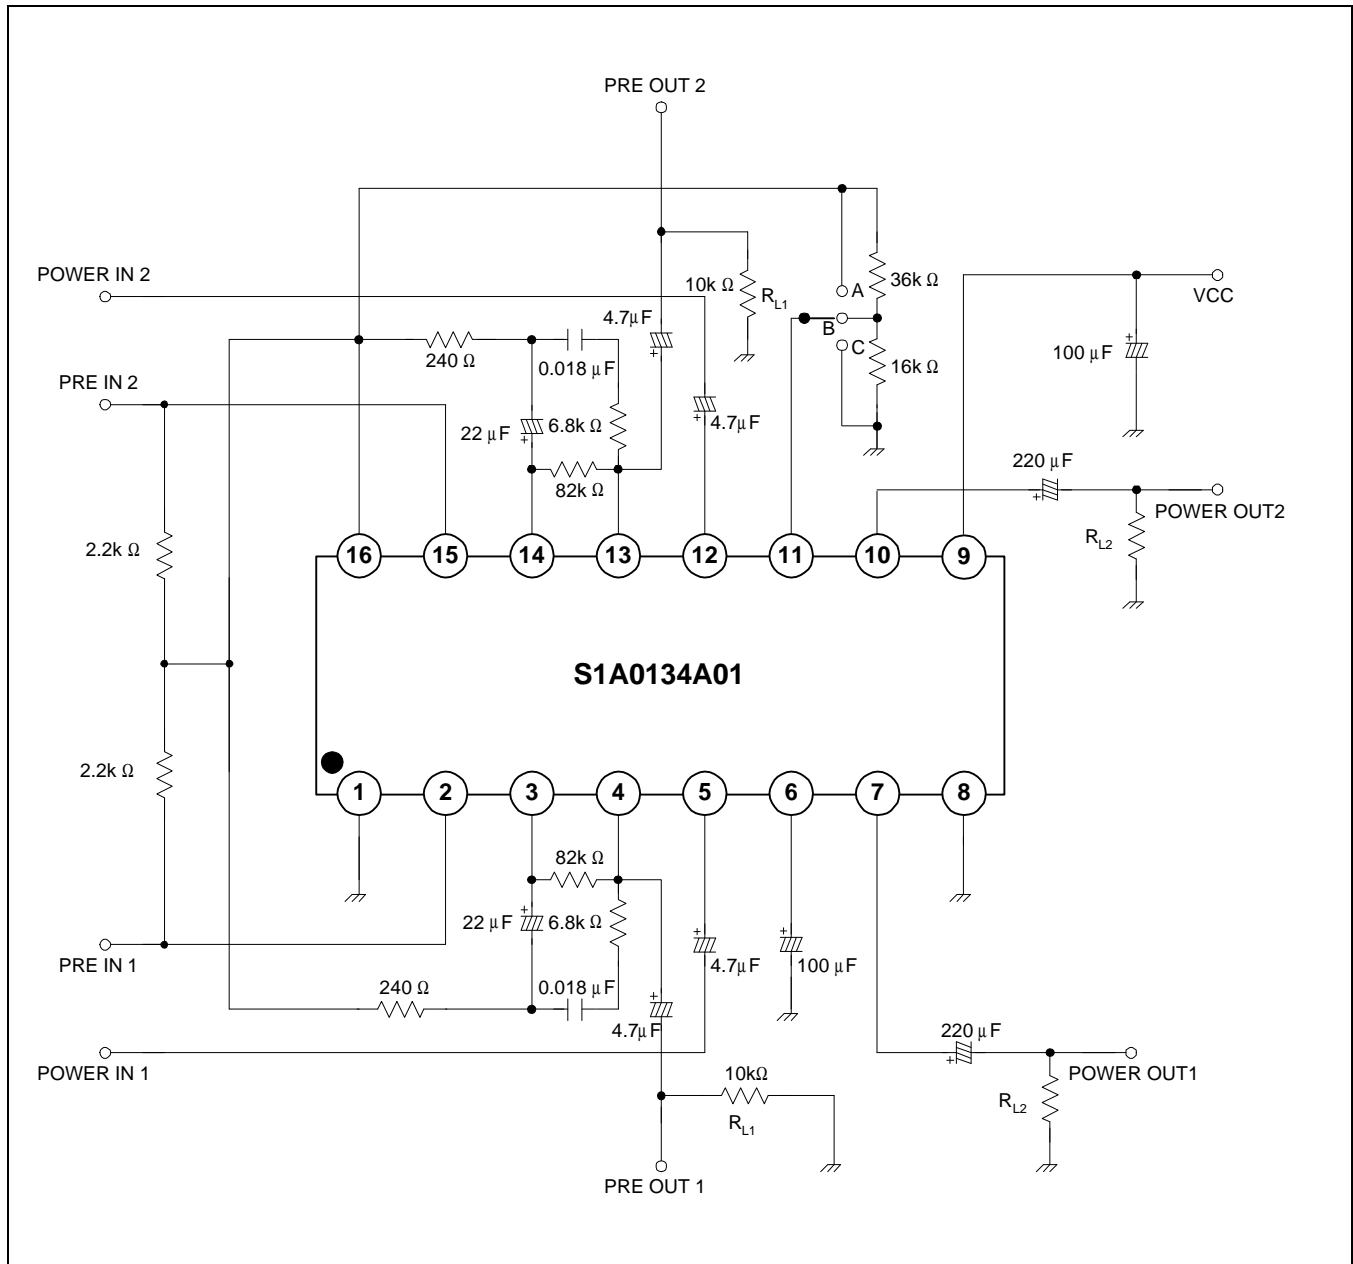 PRE OUT 2
POWER IN 2
10k Ω
R_L1
A
36k Ω
VCC
4.7μF
B
240 Ω
0.018 μF
C
16k Ω
100 μF
PRE IN 2
22 μF
6.8k Ω
4.7μF
+
+
+
+
82k Ω
220 μF
+
POWER OUT2
R_L2
2.2k Ω
16 15 14 13 12 11 10 9
S1A0134A01
2.2k Ω
1 2 3 4 5 6 7 8
82k Ω
+
22 μF
6.8k Ω
+
4.7μF
+
100 μF
PRE IN 1
240 Ω
0.018 μF
+
4.7μF
220 μF
+
POWER IN 1
POWER OUT1
10kΩ
R_L1
R_L2
PRE OUT 1